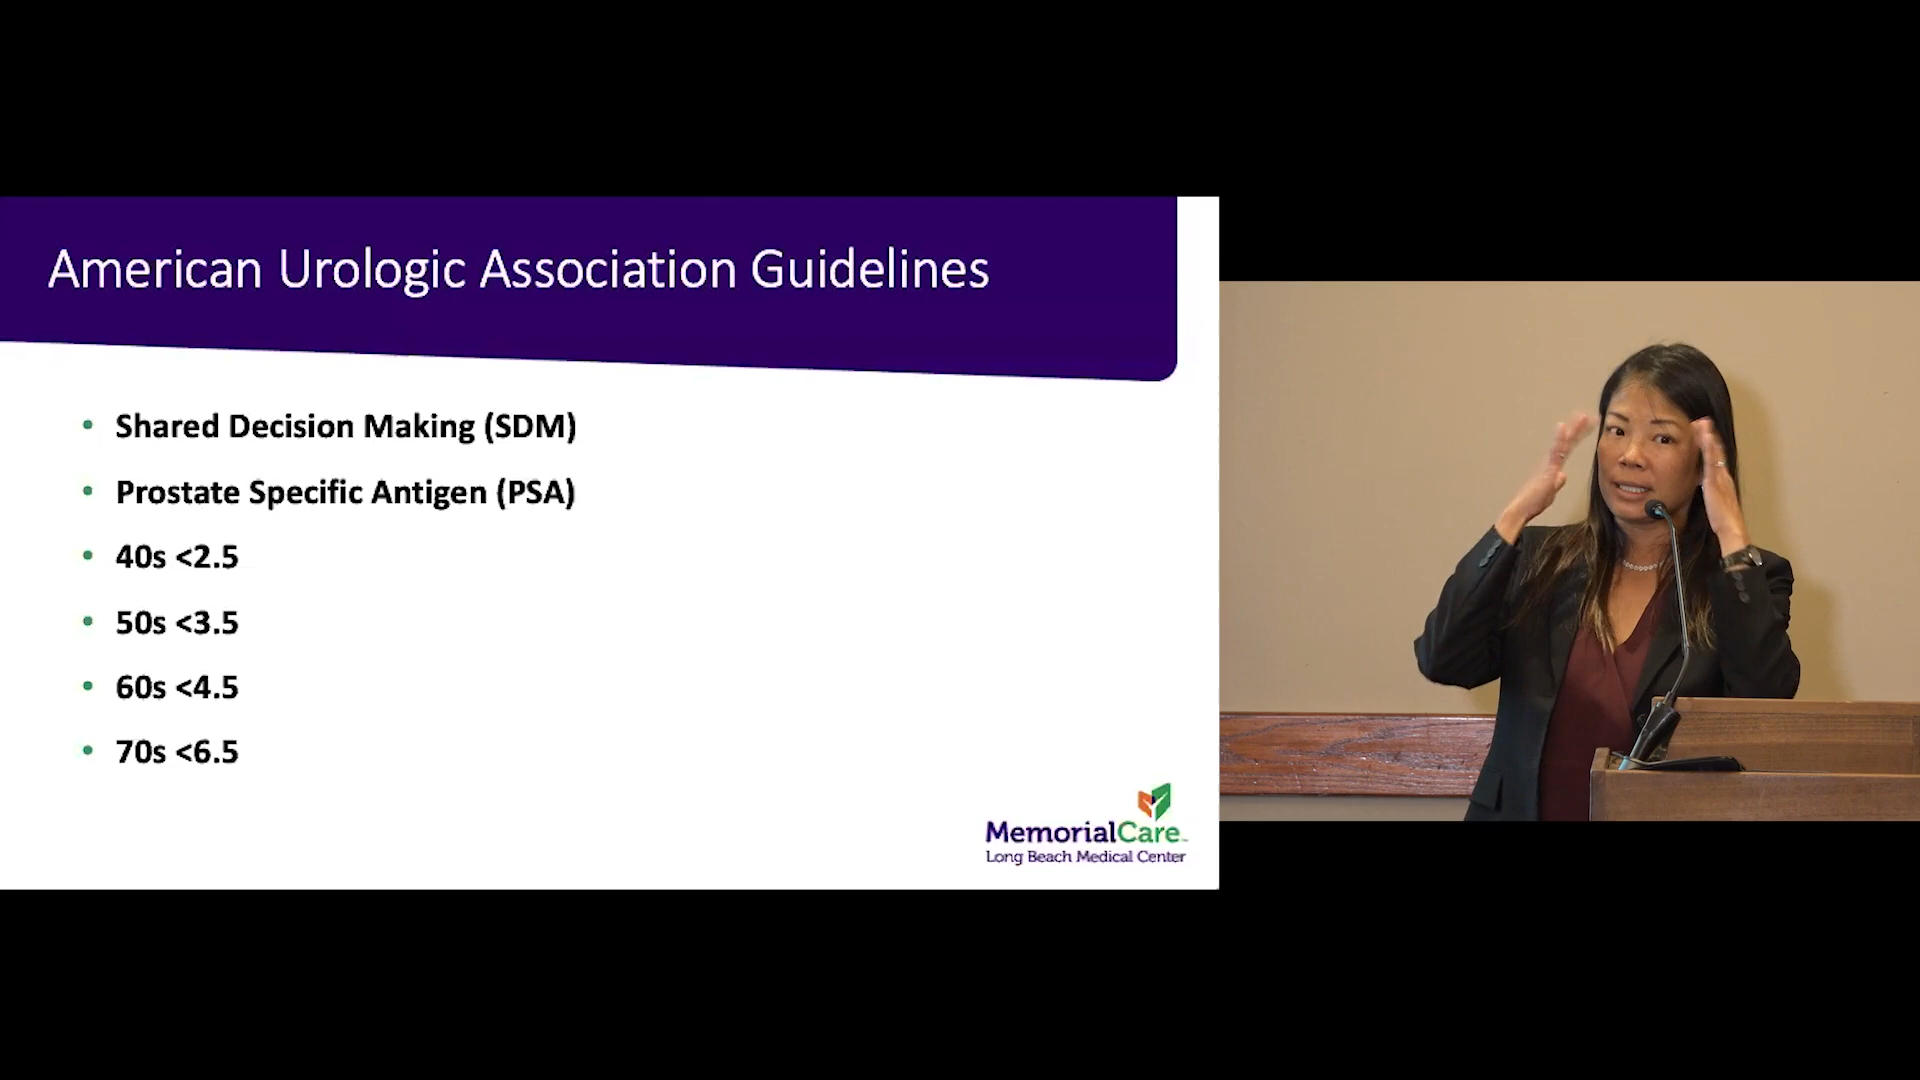 American Urologic Association Guidelines
• Shared Decision Making (SDM)
• Prostate Specific Antigen (PSA)
• 40s <2.5
• 50s <3.5
• 60s <4.5
• 70s <6.5
MemorialCare
Long Beach Medical Center